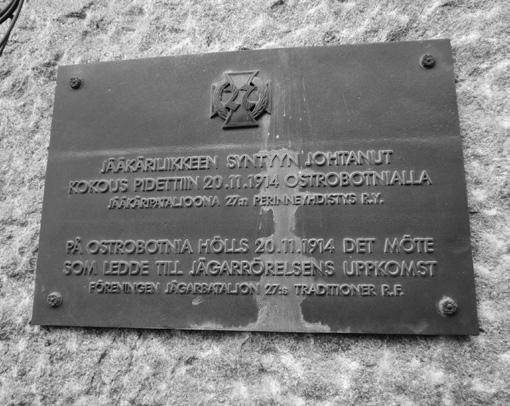 JÄÄKÄRILIIKKEEN SYNTYYN JOHTANUT
KOKOUS PIDETTIIN 20.11.1914 OSTROBOTNIALLA
JÄÄKÄRIPATALJOONA 27:n PERINNEYHDISTYS R.Y.
PÅ OSTROBOTNIA HÖLLS 20.11.1914 DET MÖTE
SOM LEDDE TILL JÄGARRÖRELSENS UPPKOMST
FÖRENINGEN JÄGARBATALJON 27:s TRADITIONER R.F.